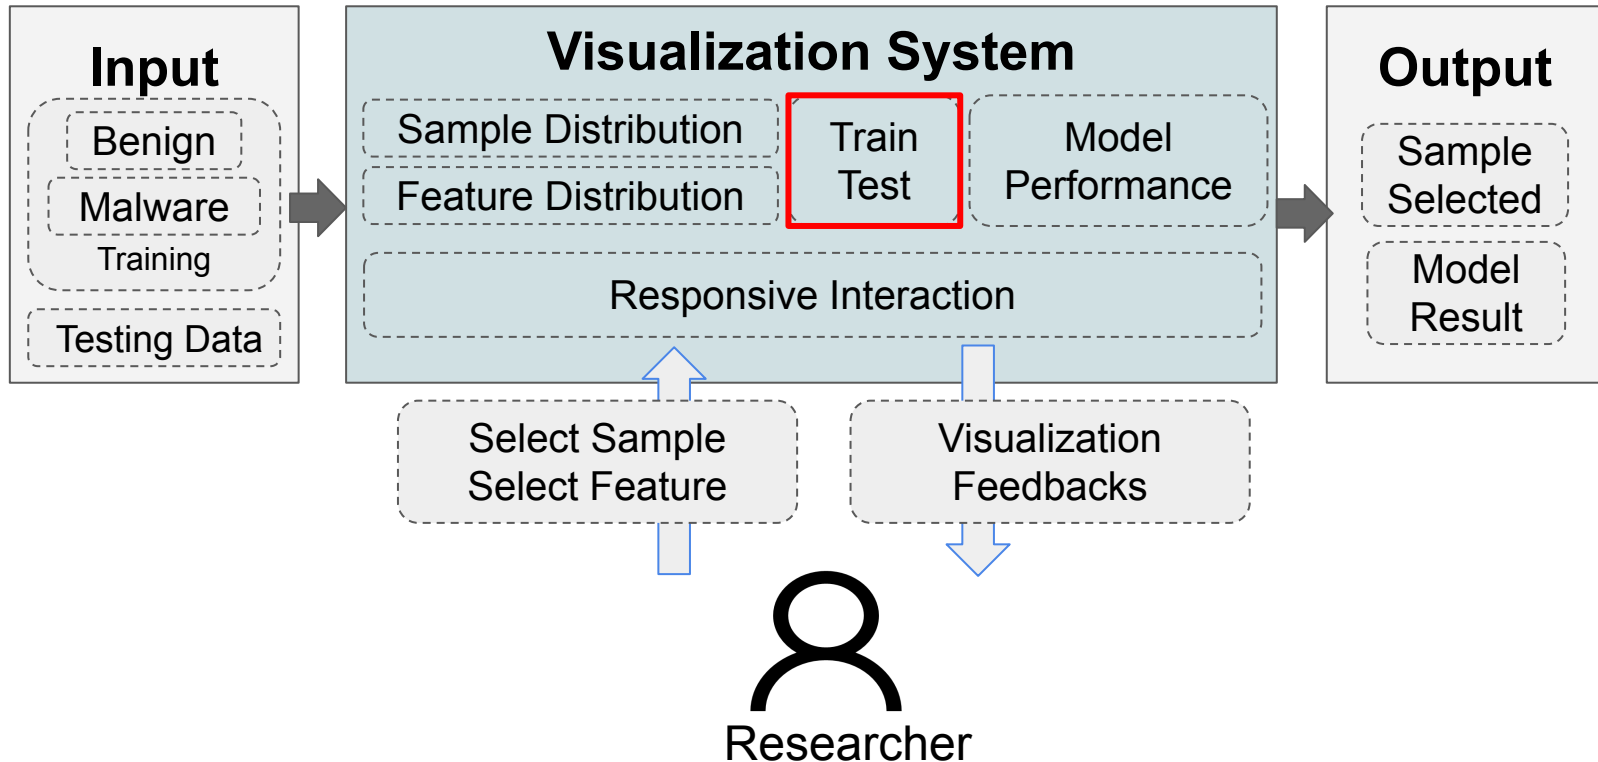 Input
Benign
Malware
Training
Testing Data
Visualization System
Sample Distribution
Feature Distribution
Train
Test
Model
Performance
Responsive Interaction
Output
Sample
Selected
Model
Result
Select Sample
Select Feature
Visualization
Feedbacks
Researcher